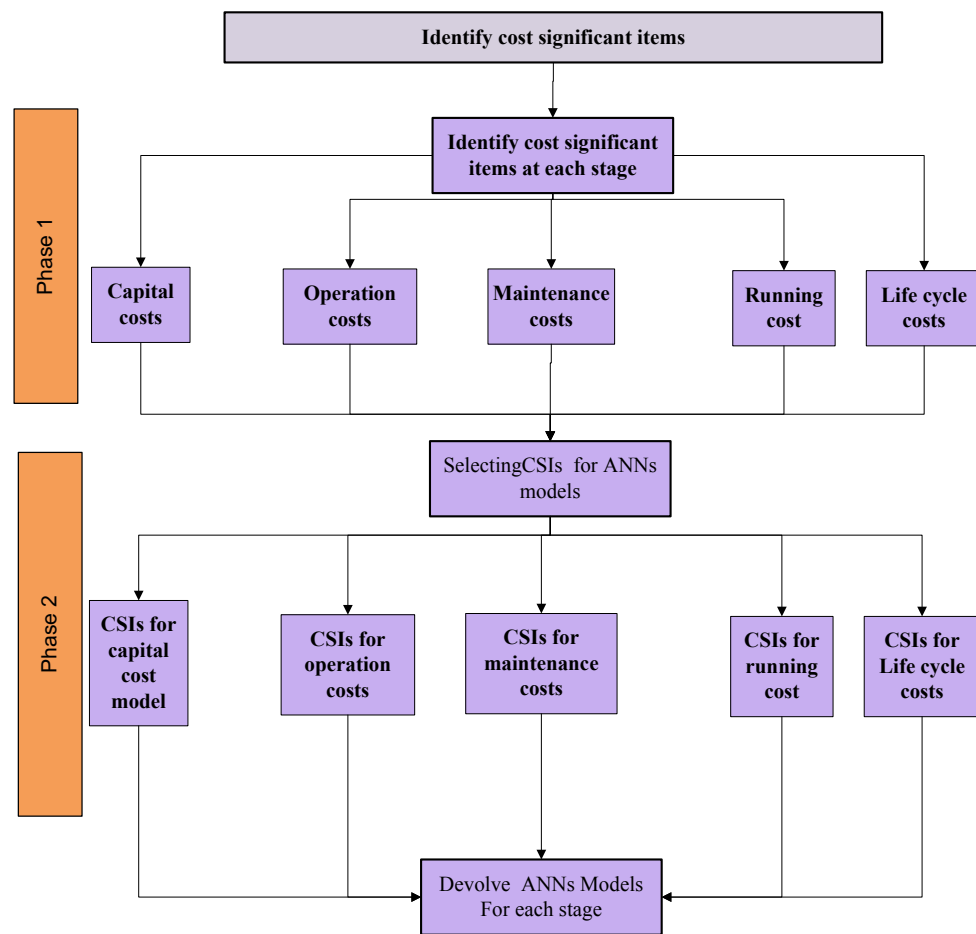 Identify cost significant items
Phase 1
Identify cost significant
items at each stage
Capital
costs
Operation
costs
Maintenance
costs
Running
cost
Life cycle
costs
SelectingCSIs for ANNs
models
Phase 2
CSIs for
capital
cost
model
CSIs for
operation
costs
CSIs for
maintenance
costs
CSIs for
running
cost
CSIs for
Life cycle
costs
Devolve ANNs Models
For each stage